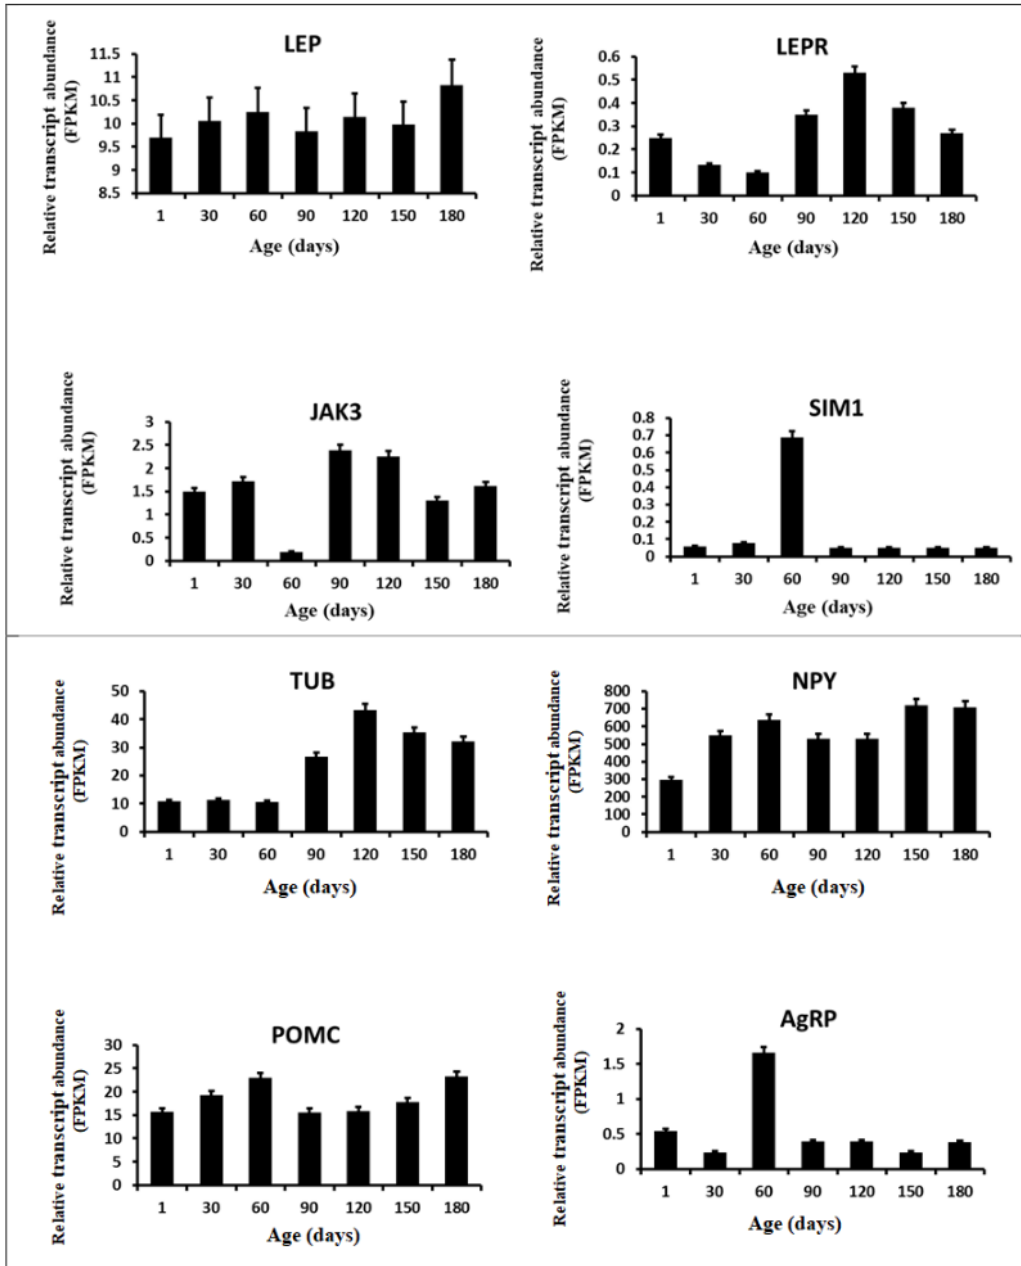 LEP
Relative transcript abundance
(FPKM)
11.5
11
10.5
10
9.5
9
8.5
1 30 60 90 120 150 180
Age (days)
LEPR
Relative transcript abundance
(FPKM)
0.6
0.5
0.4
0.3
0.2
0.1
0
1 30 60 90 120 150 180
Age (days)
JAK3
Relative transcript abundance
(FPKM)
3
2.5
2
1.5
1
0.5
0
1 30 60 90 120 150 180
Age (days)
SIM1
Relative transcript abundance
(FPKM)
0.8
0.7
0.6
0.5
0.4
0.3
0.2
0.1
0
1 30 60 90 120 150 180
Age (days)
TUB
Relative transcript abundance
(FPKM)
50
40
30
20
10
0
1 30 60 90 120 150 180
Age (days)
NPY
Relative transcript abundance
(FPKM)
800
700
600
500
400
300
200
100
0
1 30 60 90 120 150 180
Age (days)
POMC
Relative transcript abundance
(FPKM)
30
25
20
15
10
5
0
1 30 60 90 120 150 180
Age (days)
AgRP
Relative transcript abundance
(FPKM)
2
1.5
1
0.5
0
1 30 60 90 120 150 180
Age (days)